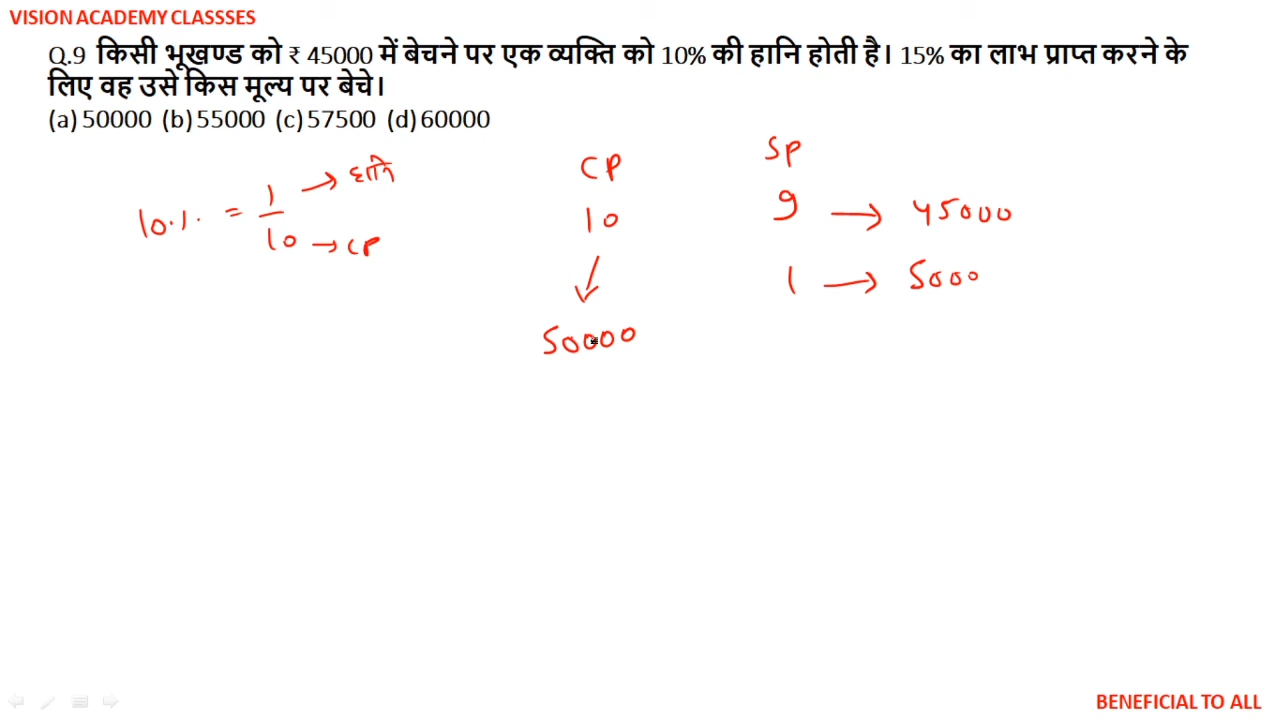 VISION ACADEMY CLASSSES
Q.9 किसी भूखण्ड को ₹ 45000 में बेचने पर एक व्यक्ति को 10% की हानि होती है। 15% का लाभ प्राप्त करने के
लिए वह उसे किस मूल्य पर बेचे।
(a) 50000 (b) 55000 (c) 57500 (d) 60000
10% = 1/10
→ हानि
→ CP
CP SP
10 9 → 45000
↓ 1 → 5000
50000
BENEFICIAL TO ALL